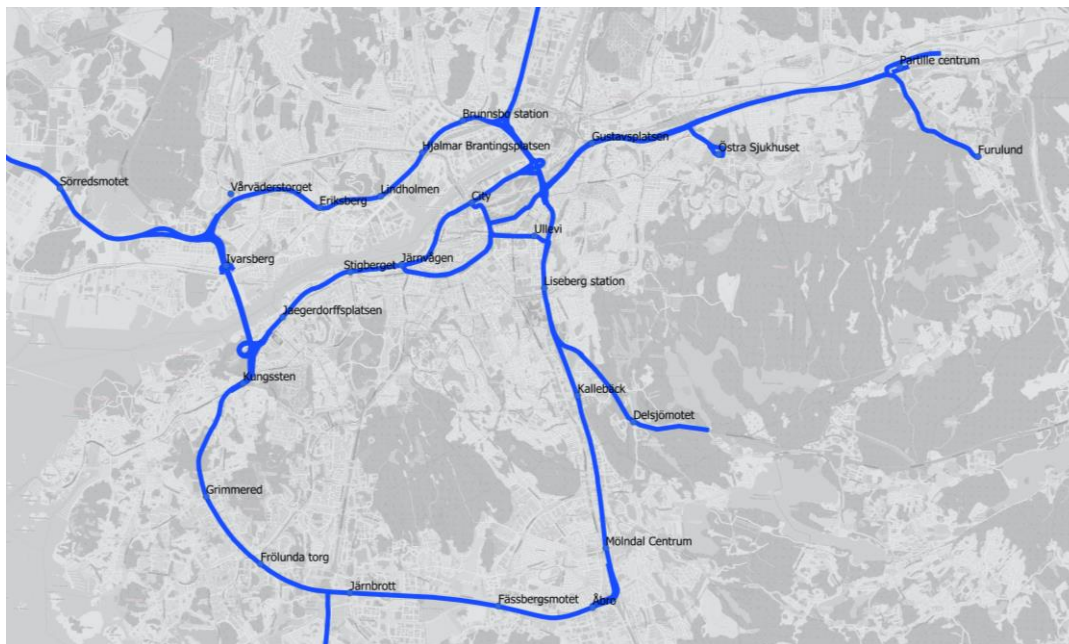 Partille centrum
Brunnsbo station
Gustavsplatsen
Hjalmar Brantingsplatsen
Östra Sjukhuset
Furulund
Sörredsmotet
Vårväderstorget
Lindholmen
Eriksberg
City
Ullevi
Ivarsberg
Stigberget
Järnvågen
Liseberg station
Jaegerdorffsplatsen
Kungssten
Kallebäck
Delsjömotet
Grimmered
Mölndal Centrum
Frölunda torg
Järnbrott
Fässbergsmotet
Åbro